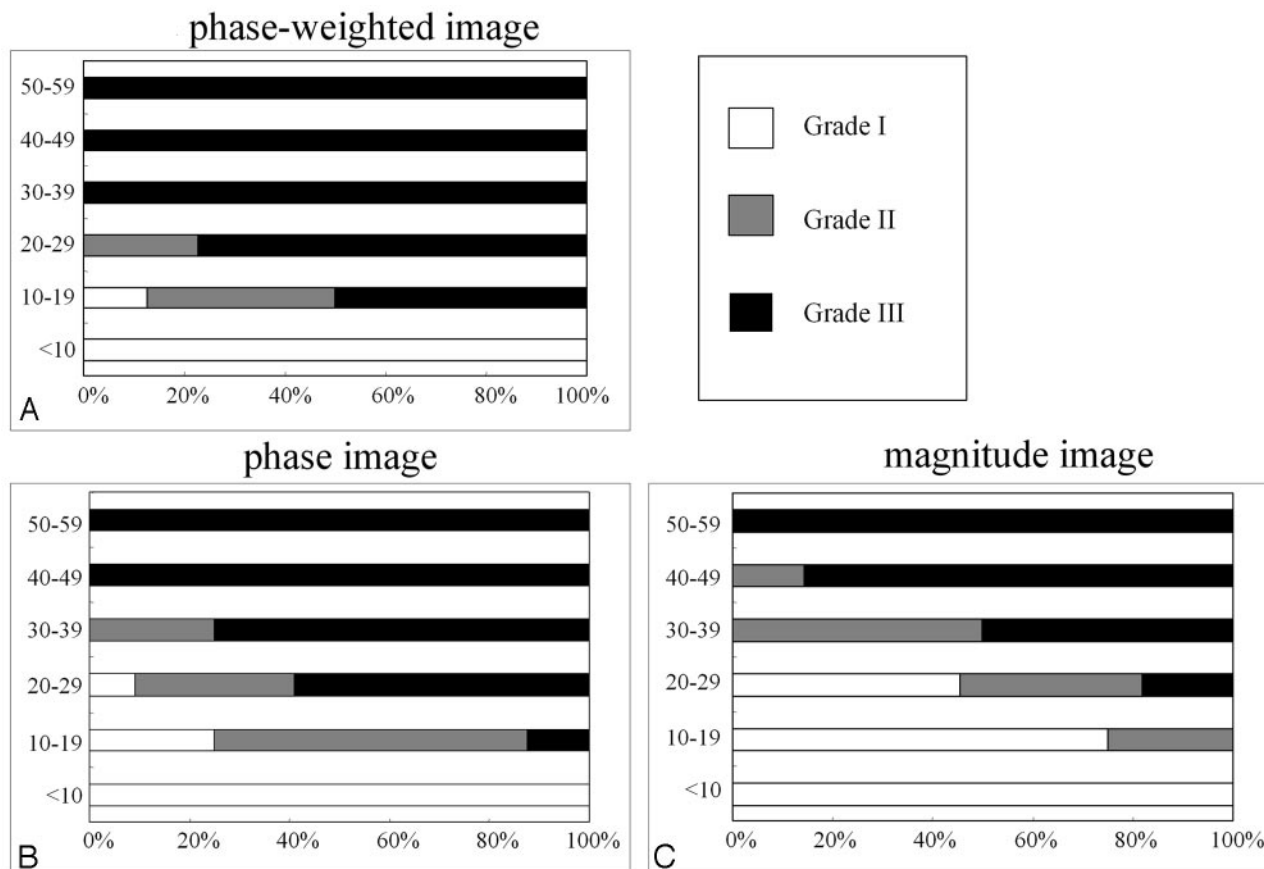 phase-weighted image
50-59
40-49
30-39
20-29
10-19
<10
0% 20% 40% 60% 80% 100%
A
Grade I
Grade II
Grade III
phase image
50-59
40-49
30-39
20-29
10-19
<10
0% 20% 40% 60% 80% 100%
B
magnitude image
50-59
40-49
30-39
20-29
10-19
<10
0% 20% 40% 60% 80% 100%
C